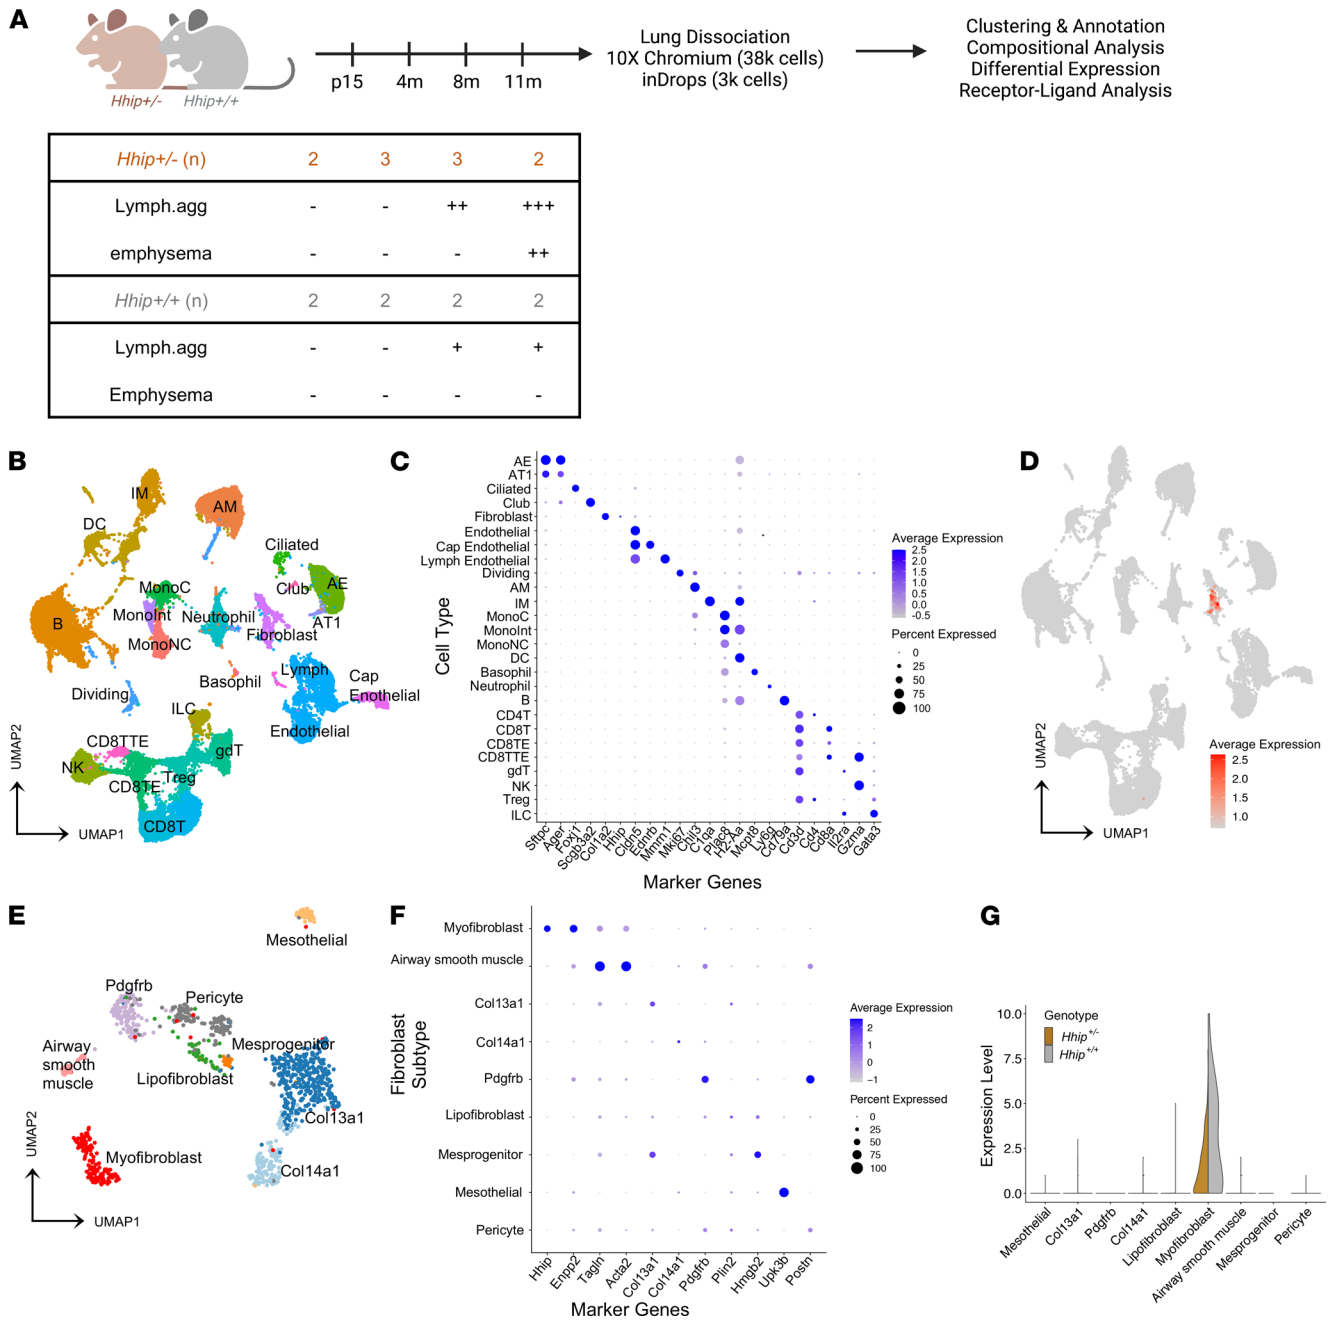 A
Hhip+/-
Hhip+/+
p15
4m
8m
11m
Lung Dissociation
10X Chromium (38k cells)
inDrops (3k cells)
Clustering & Annotation
Compositional Analysis
Differential Expression
Receptor-Ligand Analysis
Hhip+/- (n) 2 3 3 2
Lymph.agg - - ++ +++
emphysema - - - ++
Hhip+/+ (n) 2 2 2 2
Lymph.agg - - + +
Emphysema - - - -
B
IM
AM
DC
Ciliated
MonoC
Club
AE
MonoInt
Neutrophil
AT1
B
Fibroblast
MonoNC
Lymph
Basophil
Cap
Enothelial
Dividing
ILC
Endothelial
CD8TTE
gdT
NK
Treg
CD8TE
CD8T
UMAP2
UMAP1
C
Cell Type
AE
AT1
Ciliated
Club
Fibroblast
Endothelial
Cap Endothelial
Lymph Endothelial
Dividing
AM
IM
MonoC
MonoInt
MonoNC
DC
Basophil
Neutrophil
B
CD4T
CD8T
CD8TE
CD8TTE
gdT
NK
Treg
ILC
Sftpc
Ager
Foxj1
Scgb3a2
Col1a2
Hhip
Cldn5
Ednrb
Mmrn1
Mki67
Chil3
C1qa
Plac8
H2-Aa
Mcpt8
Ly6g
Cd79a
Cd3d
Cd4
Cd8a
Il2ra
Gzma
Gata3
Marker Genes
Average Expression
2.5
2.0
1.5
1.0
0.5
0.0
-0.5
Percent Expressed
0
25
50
75
100
D
Average Expression
2.5
2.0
1.5
1.0
UMAP2
UMAP1
E
Mesothelial
Pdgfrb
Pericyte
Airway
smooth
muscle
Mesprogenitor
Lipofibroblast
Col13a1
Myofibroblast
Col14a1
UMAP2
UMAP1
F
Fibroblast
Subtype
Myofibroblast
Airway smooth muscle
Col13a1
Col14a1
Pdgfrb
Lipofibroblast
Mesprogenitor
Mesothelial
Pericyte
Hhip
Enpp2
Tagln
Acta2
Col13a1
Col14a1
Pdgfrb
Plin2
Hmgb2
Upk3b
Postn
Marker Genes
Average Expression
2
1
0
−1
Percent Expressed
0
25
50
75
100
G
Expression Level
10.0
7.5
5.0
2.5
0.0
Genotype
Hhip+/-
Hhip+/+
Mesothelial
Col13a1
Pdgfrb
Col14a1
Lipofibroblast
Myofibroblast
Airway smooth muscle
Mesprogenitor
Pericyte